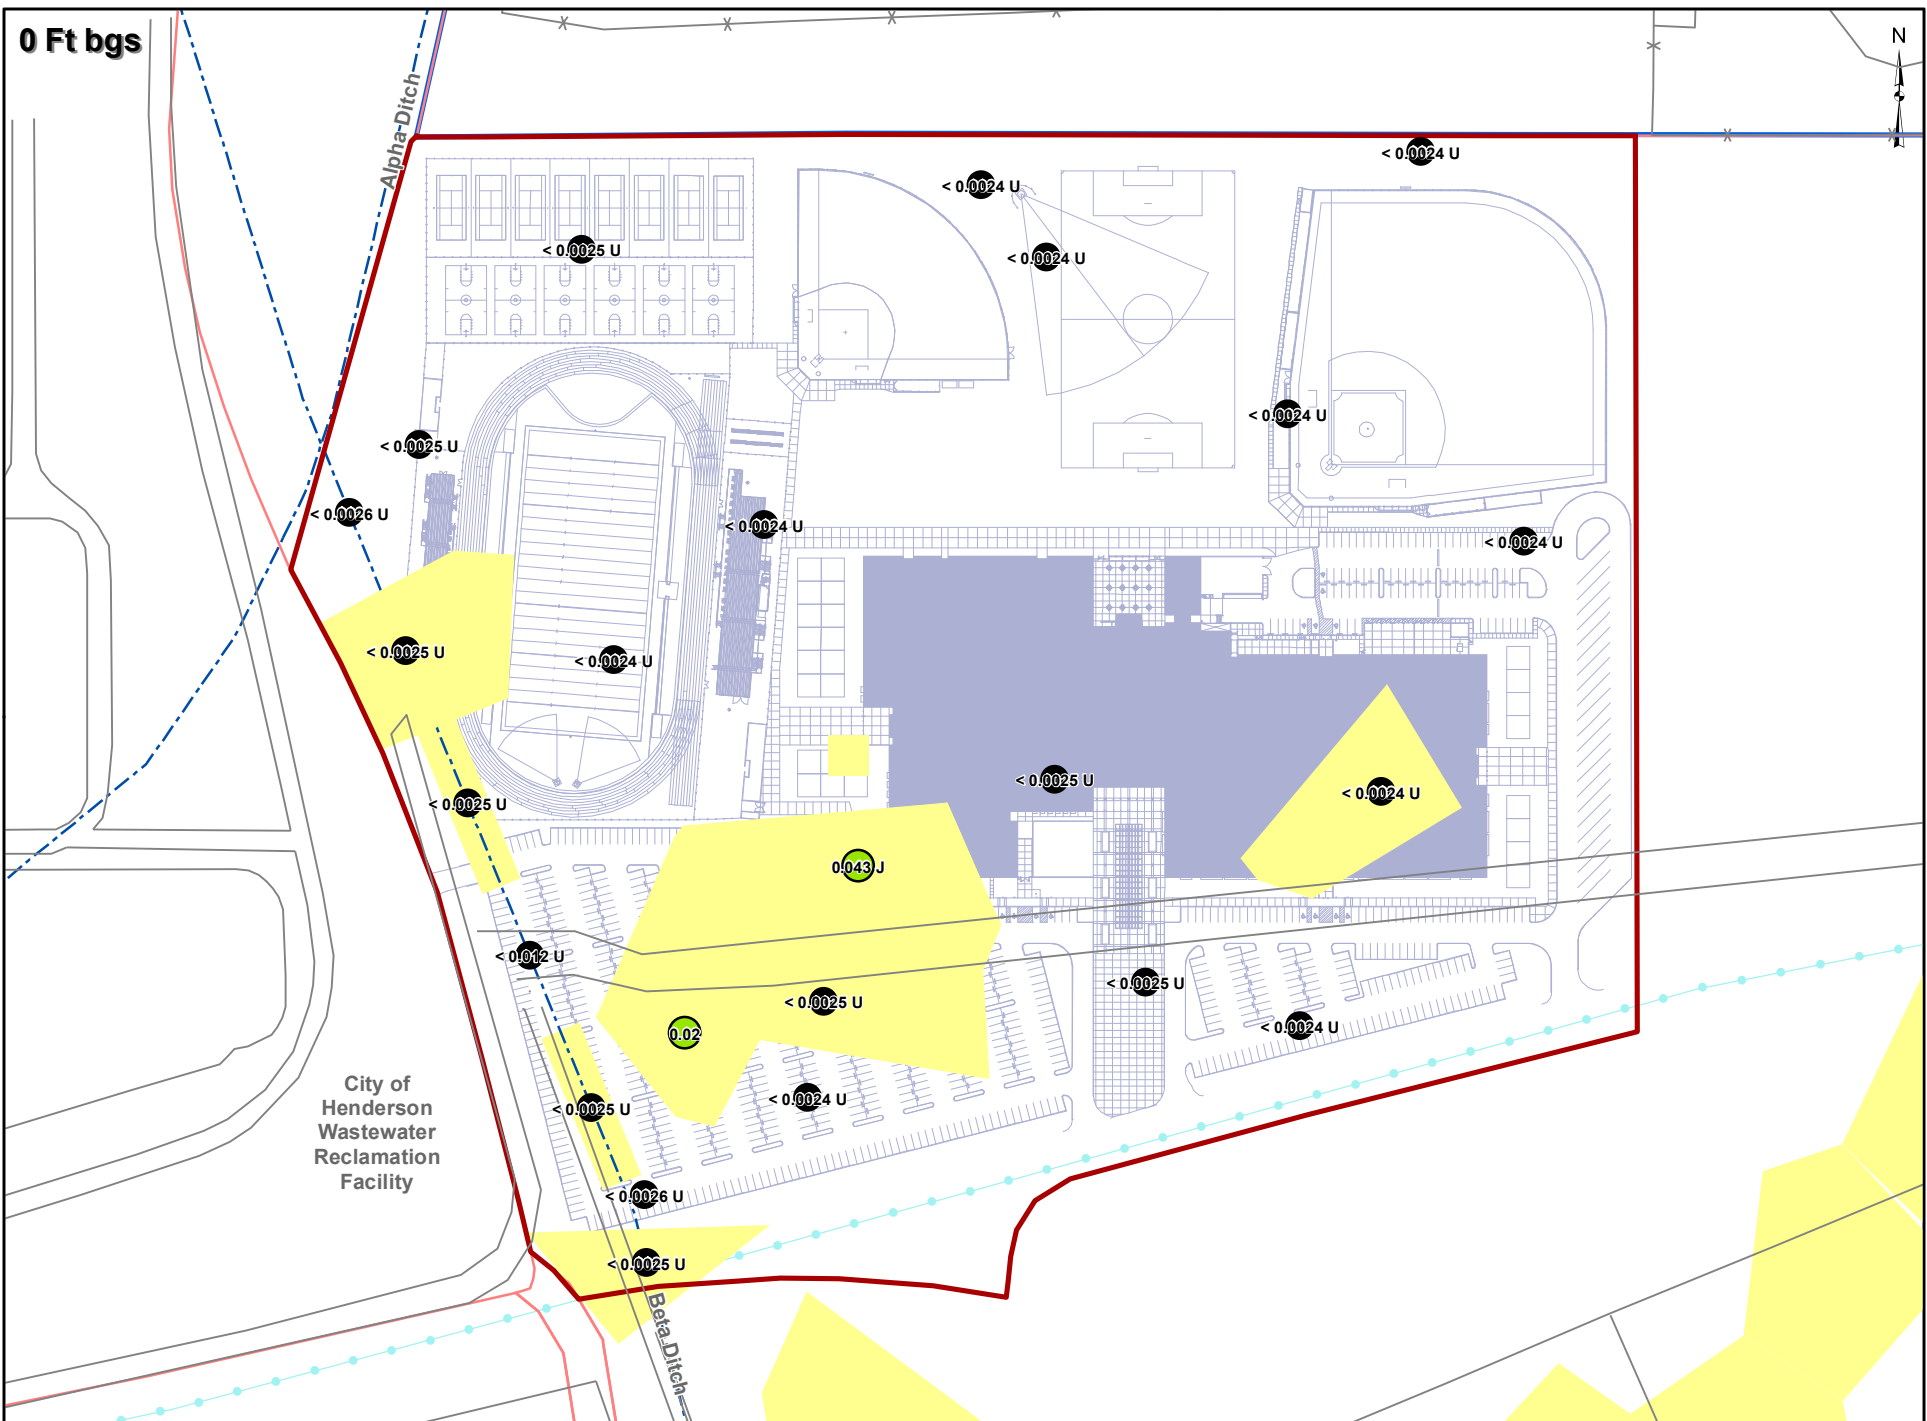 0 Ft bgs
N
Alpha Ditch
< 0.0024 U
< 0.0024 U
< 0.0025 U
< 0.0024 U
< 0.0024 U
< 0.0025 U
< 0.0026 U
< 0.0024 U
< 0.0024 U
< 0.0025 U
< 0.0024 U
< 0.0025 U
< 0.0024 U
< 0.0025 U
0.043 J
< 0.012 U
< 0.0025 U
< 0.0025 U
0.02
< 0.0024 U
< 0.0024 U
< 0.0025 U
City of
Henderson
Wastewater
Reclamation
Facility
< 0.0026 U
< 0.0025 U
Beta Ditch